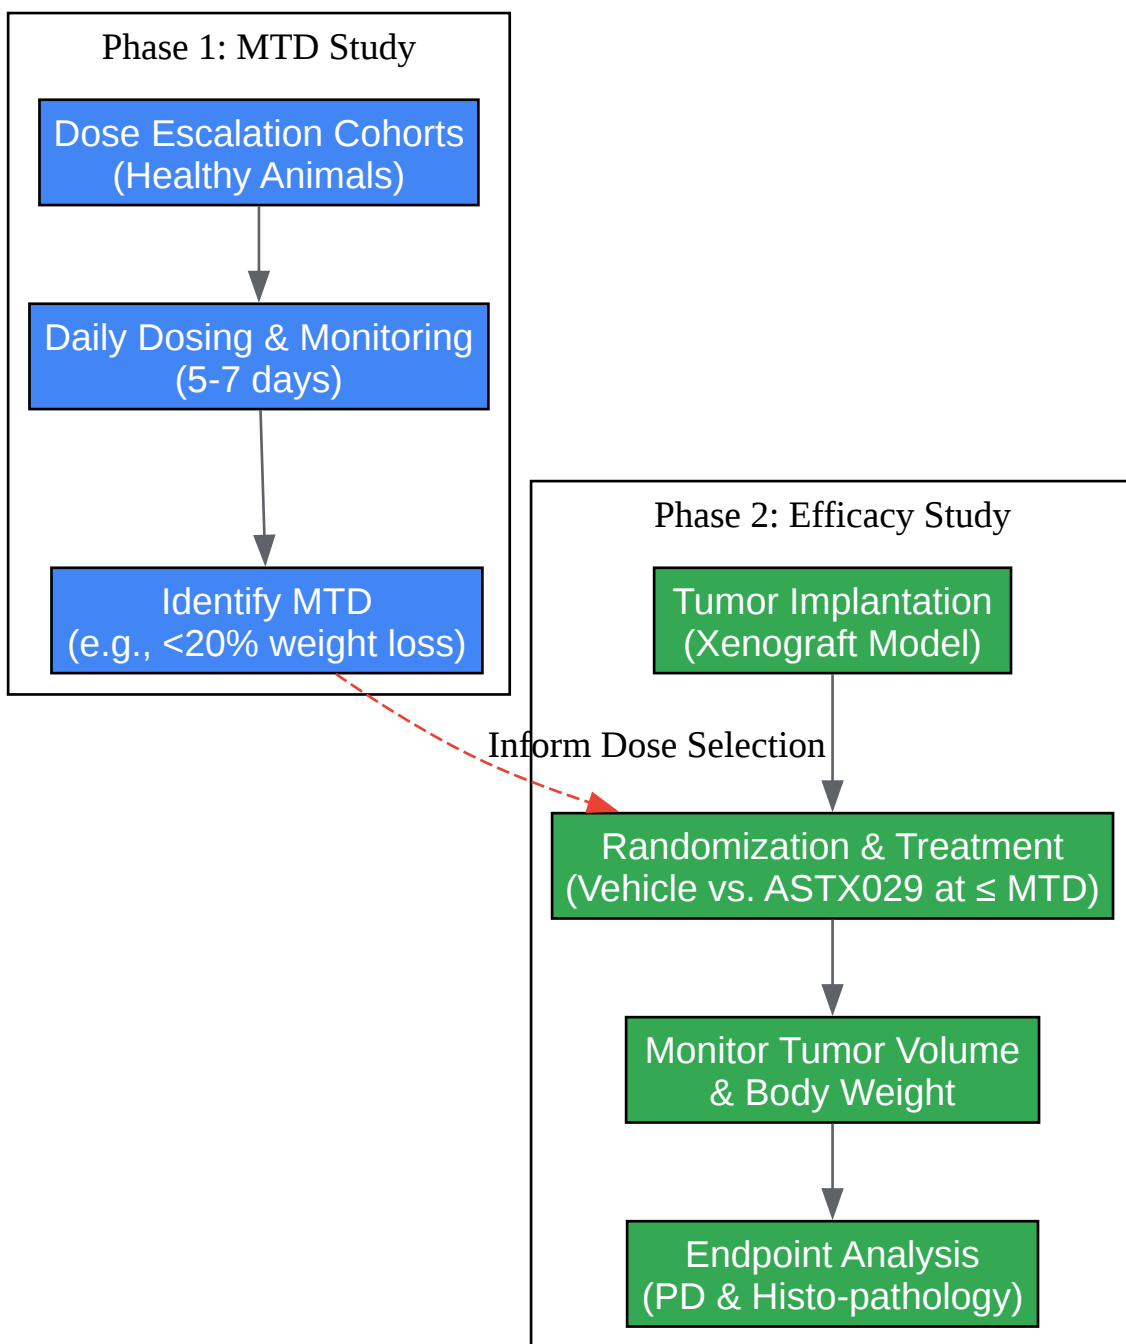 Phase 1: MTD Study
Dose Escalation Cohorts
(Healthy Animals)
Daily Dosing & Monitoring
(5-7 days)
Identify MTD
(e.g., <20% weight loss)
Phase 2: Efficacy Study
Tumor Implantation
(Xenograft Model)
Inform Dose Selection
Randomization & Treatment
(Vehicle vs. ASTX029 at ≤ MTD)
Monitor Tumor Volume
& Body Weight
Endpoint Analysis
(PD & Histo-pathology)